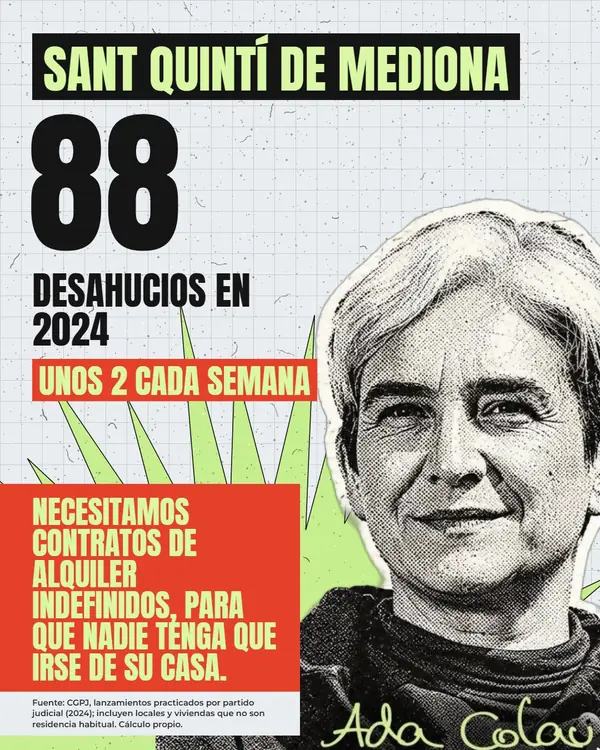 SANT QUINTÍ DE MEDIONA
88
DESAHUCIOS EN
2024
UNOS 2 CADA SEMANA
NECESITAMOS
CONTRATOS DE
ALQUILER
INDEFINIDOS, PARA
QUE NADIE TENGA QUE
IRSE DE SU CASA.
Fuente: CGPJ, lanzamientos practicados por partido
judicial (2024); incluyen locales y viviendas que no son
residencia habitual. Cálculo propio.
Ada Colau